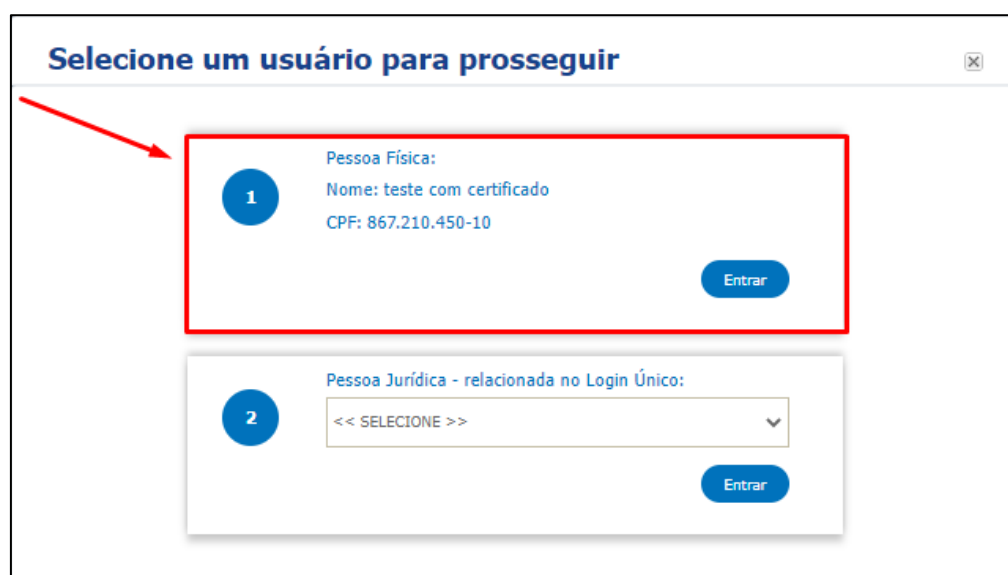 Selecione um usuário para prosseguir
1
Pessoa Física:
Nome: teste com certificado
CPF: 867.210.450-10
Entrar
2
Pessoa Jurídica - relacionada no Login Único:
<< SELECIONE >>
Entrar